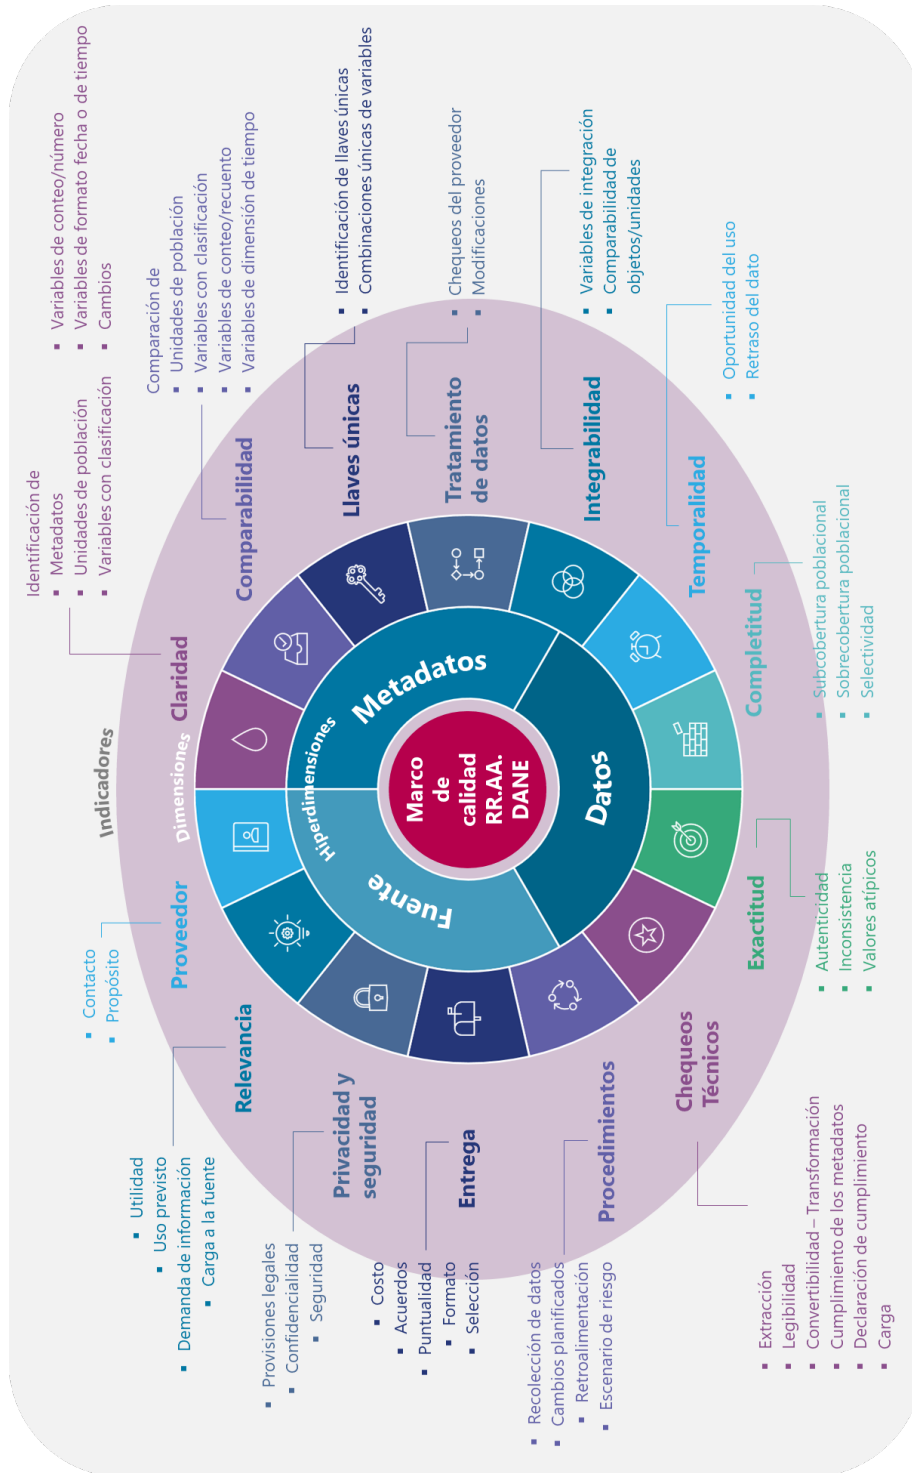 Indicadores
Dimensiones
Hiperdimensiones
Marco
de
calidad
RR.AA.
DANE
Metadatos
Datos
Fuente
Claridad
Identificación de
▪ Metadatos
▪ Unidades de población
▪ Variables con clasificación
▪ Variables de conteo/número
▪ Variables de formato fecha o de tiempo
▪ Cambios
Comparabilidad
Comparación de
▪ Unidades de población
▪ Variables con clasificación
▪ Variables de conteo/recuento
▪ Variables de dimensión de tiempo
Llaves únicas
▪ Identificación de llaves únicas
▪ Combinaciones únicas de variables
Tratamiento
de datos
▪ Chequeos del proveedor
▪ Modificaciones
Integrabilidad
▪ Variables de integración
▪ Comparabilidad de
objetos/unidades
Temporalidad
▪ Oportunidad del uso
▪ Retraso del dato
Completitud
▪ Subcobertura poblacional
▪ Sobrecobertura poblacional
▪ Selectividad
Exactitud
▪ Autenticidad
▪ Inconsistencia
▪ Valores atípicos
Chequeos
Técnicos
▪ Extracción
▪ Legibilidad
▪ Convertibilidad – Transformación
▪ Cumplimiento de los metadatos
▪ Declaración de cumplimiento
▪ Carga
Procedimientos
▪ Recolección de datos
▪ Cambios planificados
▪ Retroalimentación
▪ Escenario de riesgo
Entrega
▪ Costo
▪ Acuerdos
▪ Puntualidad
▪ Formato
▪ Selección
Privacidad y
seguridad
▪ Provisiones legales
▪ Confidencialidad
▪ Seguridad
Relevancia
▪ Utilidad
▪ Uso previsto
▪ Demanda de información
▪ Carga a la fuente
Proveedor
▪ Contacto
▪ Propósito